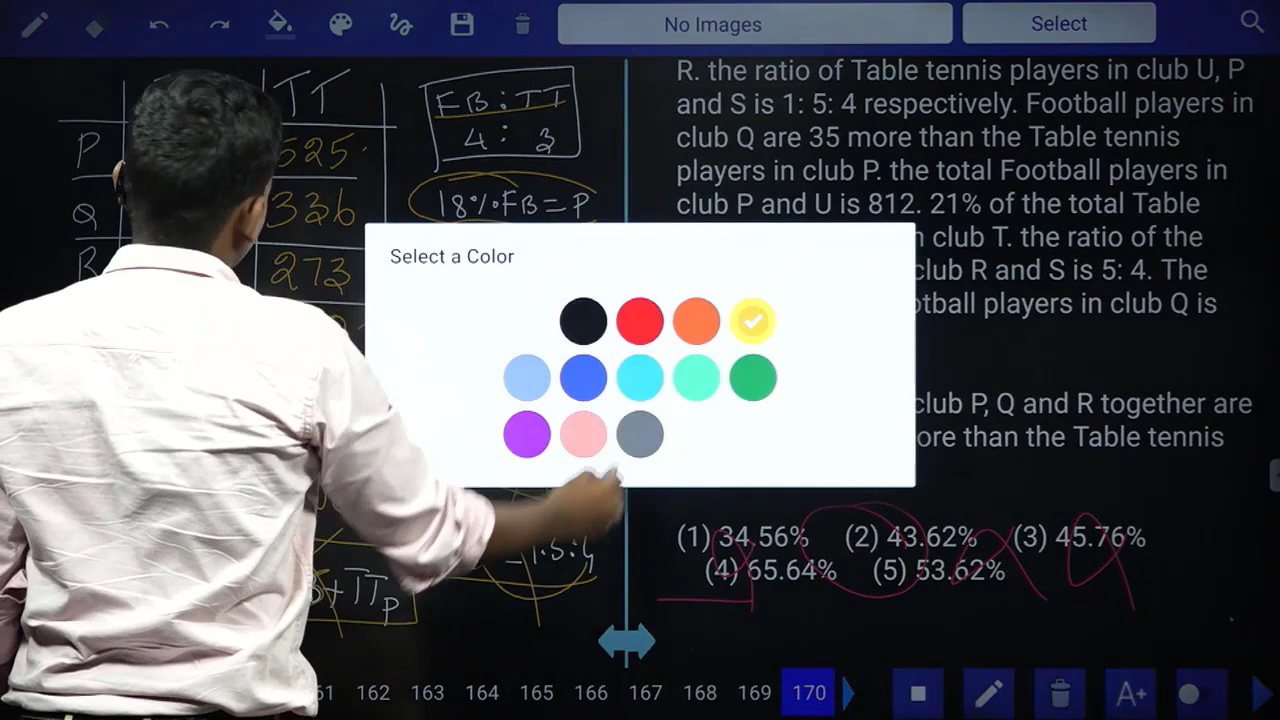 No Images
Select
TT
P
525
Q
336
R
273
FB : TT
4 : 3
18% FB = P
Select a Color
R. the ratio of Table tennis players in club U, P
and S is 1: 5: 4 respectively. Football players in
club Q are 35 more than the Table tennis
players in club P. the total Football players in
club P and U is 812. 21% of the total Table
club T. the ratio of the
club R and S is 5: 4. The
players in club Q is
club P, Q and R together are
than the Table tennis
(1) 34.56% (2) 43.62% (3) 45.76%
(4) 65.64% (5) 53.62%
1:5:4
+TTP
162 163 164 165 166 167 168 169 170
A+